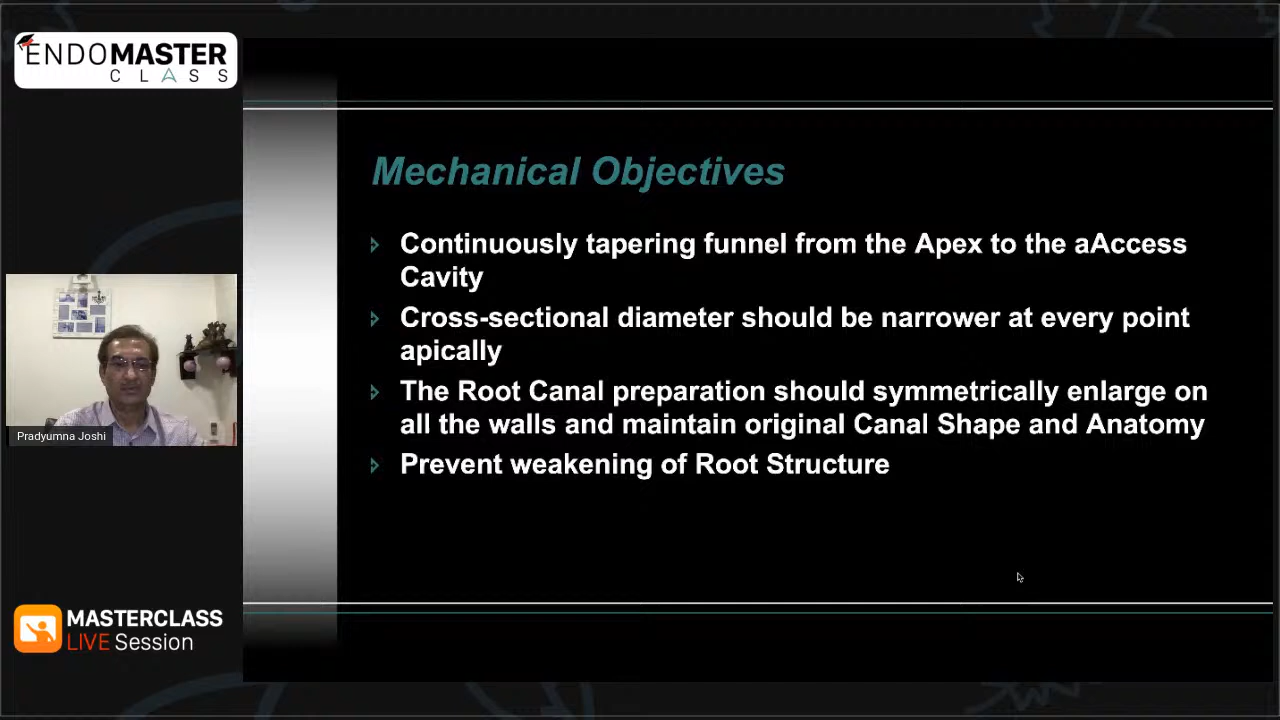 ENDOMASTER
CLASS
Mechanical Objectives
Continuously tapering funnel from the Apex to the aAccess
Cavity
Cross-sectional diameter should be narrower at every point
apically
The Root Canal preparation should symmetrically enlarge on
all the walls and maintain original Canal Shape and Anatomy
Prevent weakening of Root Structure
Pradyumna Joshi
MASTERCLASS
LIVE Session